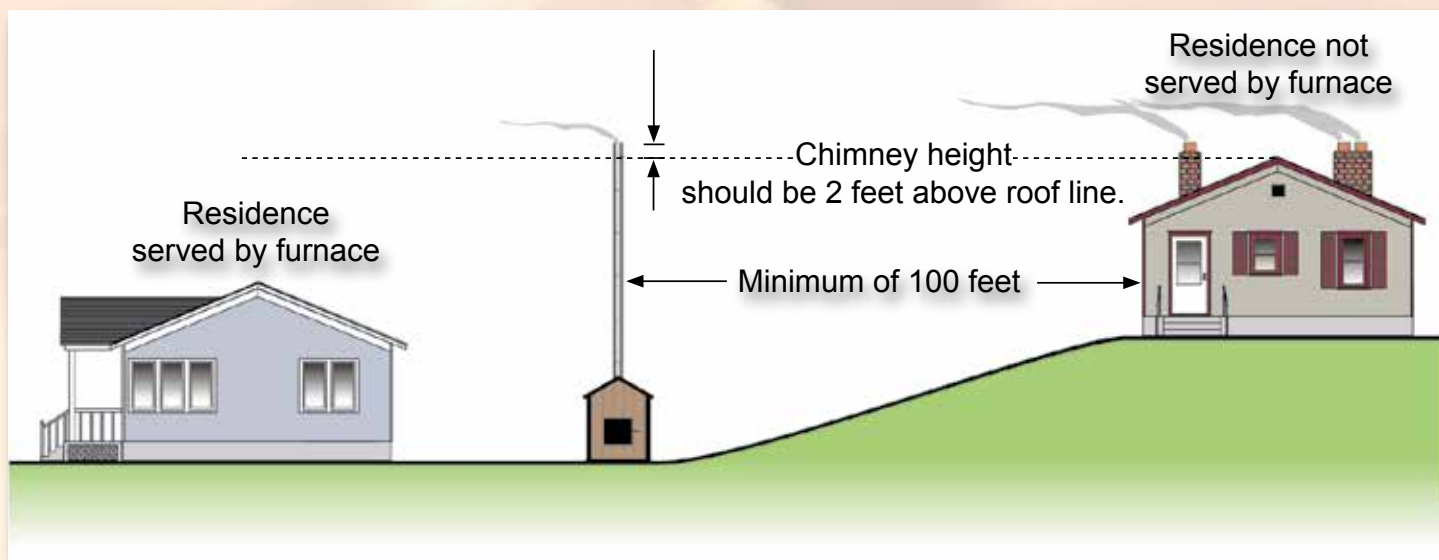 Residence not
served by furnace
Chimney height
should be 2 feet above roof line.
Residence
served by furnace
Minimum of 100 feet